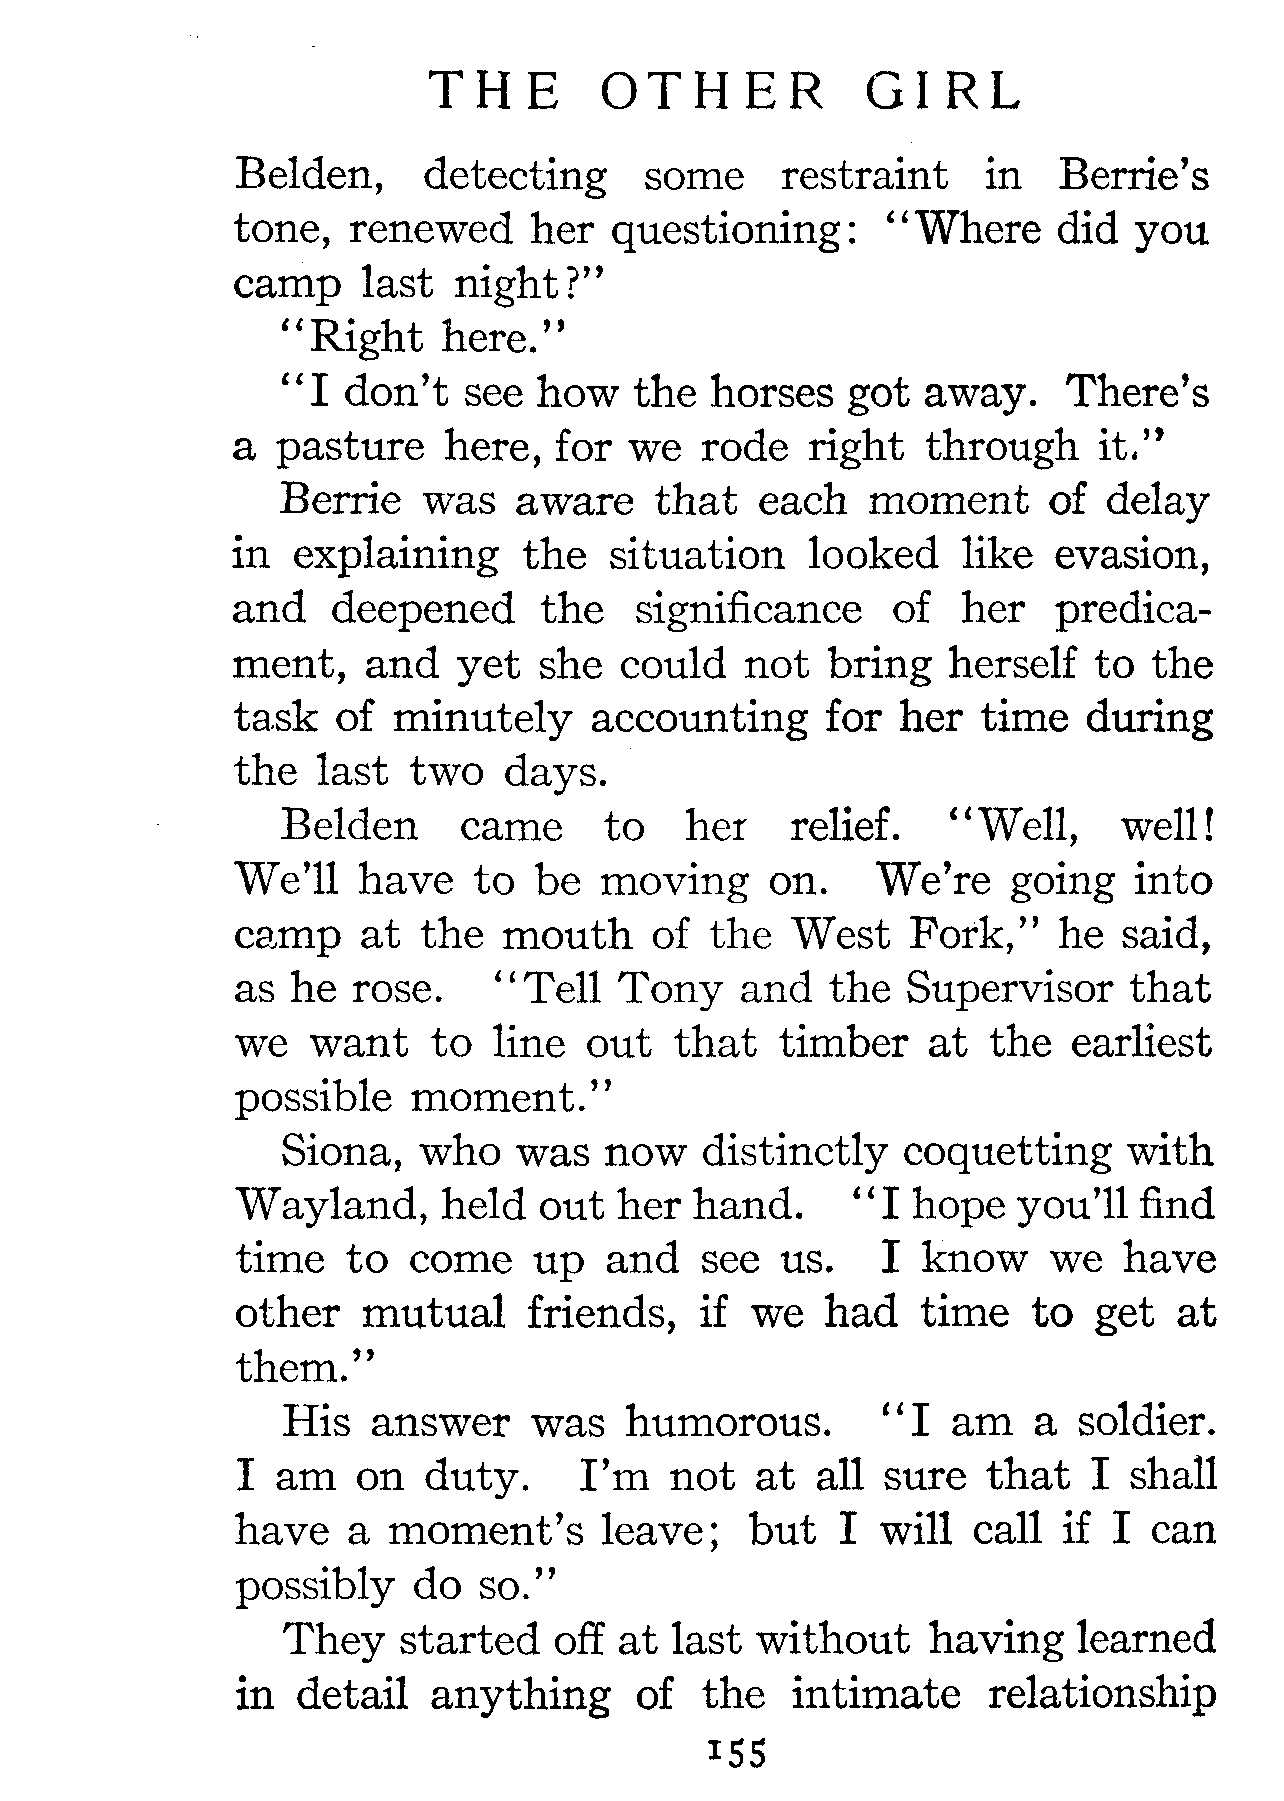 THE OTHER GIRL
Belden, detecting some restraint in Berrie's
tone, renewed her questioning: "Where did you
camp last night?"
"Right here."
"I don't see how the horses got away. There's
a pasture here, for we rode right through it."
Berrie was aware that each moment of delay
in explaining the situation looked like evasion,
and deepened the significance of her predica-
ment, and yet she could not bring herself to the
task of minutely accounting for her time during
the last two days.
Belden came to her relief. "Well, well!
We'll have to be moving on. We're going into
camp at the mouth of the West Fork," he said,
as he rose. "Tell Tony and the Supervisor that
we want to line out that timber at the earliest
possible moment."
Siona, who was now distinctly coquetting with
Wayland, held out her hand. "I hope you'll find
time to come up and see us. I know we have
other mutual friends, if we had time to get at
them."
His answer was humorous. "I am a soldier.
I am on duty. I'm not at all sure that I shall
have a moment's leave; but I will call if I can
possibly do so."
They started off at last without having learned
in detail anything of the intimate relationship
155